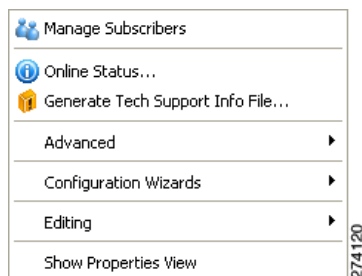 Manage Subscribers
Online Status...
Generate Tech Support Info File...
Advanced
Configuration Wizards
Editing
Show Properties View
274120